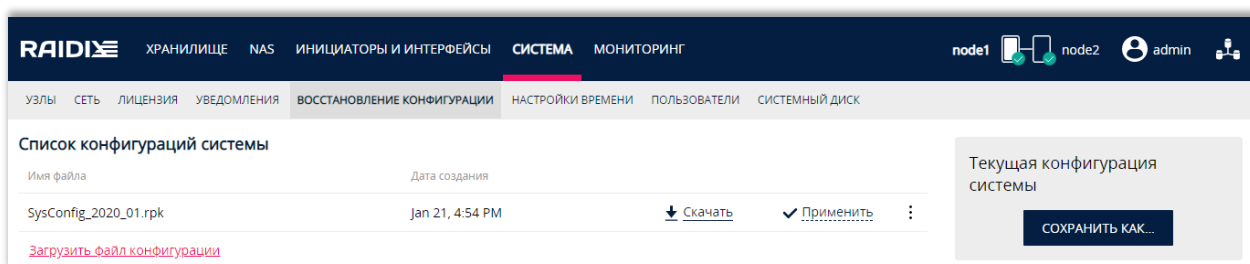 RAIDIX ХРАНИЛИЩЕ NAS ИНИЦИАТОРЫ И ИНТЕРФЕЙСЫ СИСТЕМА МОНИТОРИНГ node1 node2 admin
УЗЛЫ СЕТЬ ЛИЦЕНЗИЯ УВЕДОМЛЕНИЯ ВОССТАНОВЛЕНИЕ КОНФИГУРАЦИИ НАСТРОЙКИ ВРЕМЕНИ ПОЛЬЗОВАТЕЛИ СИСТЕМНЫЙ ДИСК
Список конфигураций системы
Имя файла Дата создания
SysConfig_2020_01.rpk Jan 21, 4:54 PM Скачать Применить
Загрузить файл конфигурации
Текущая конфигурация
системы
СОХРАНИТЬ КАК...